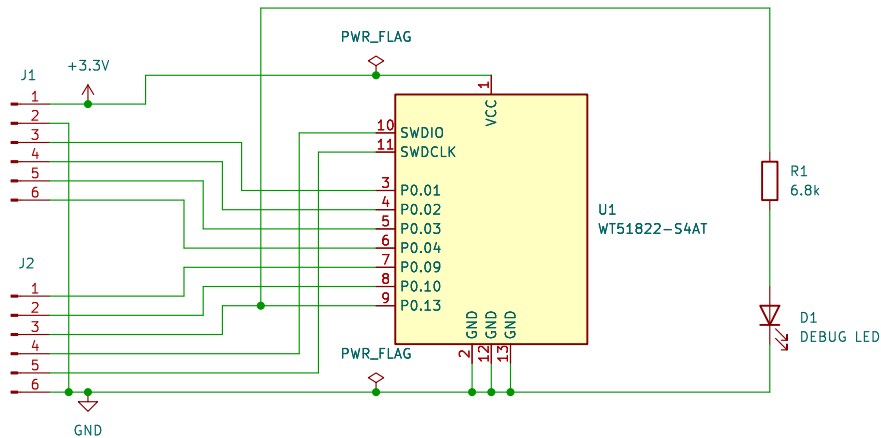 PWR_FLAG
+3.3V
J1
1
2
3
4
5
6
J2
1
2
3
4
5
6
GND
1
VCC
10 SWDIO
11 SWDCLK
3 P0.01
4 P0.02
5 P0.03
6 P0.04
7 P0.09
8 P0.10
9 P0.13
GND GND GND
2 12 13
U1
WT51822-S4AT
PWR_FLAG
R1
6.8k
D1
DEBUG LED